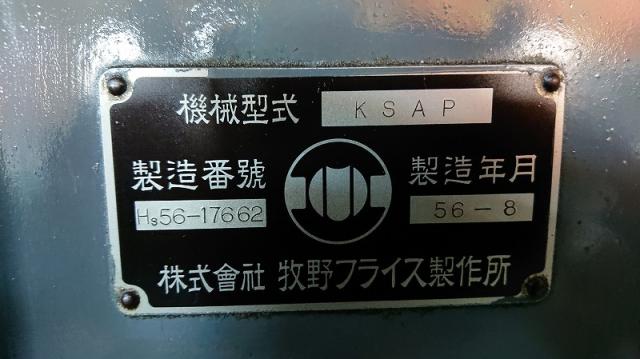 機械型式 KSAP
製造番號 製造年月
Hs56-17662 56-8
株式會社 牧野フライス製作所